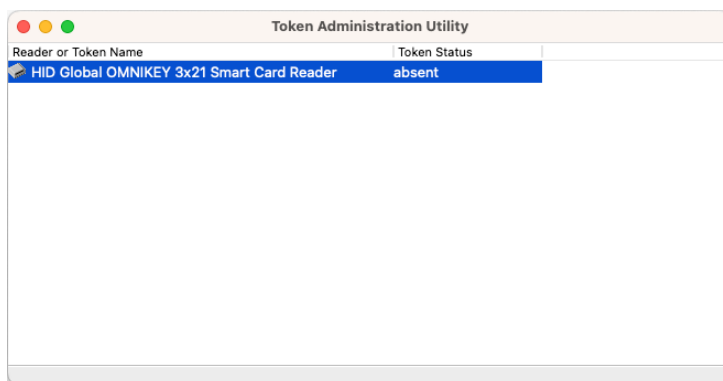 Token Administration Utility
Reader or Token Name Token Status
HID Global OMNIKEY 3x21 Smart Card Reader absent